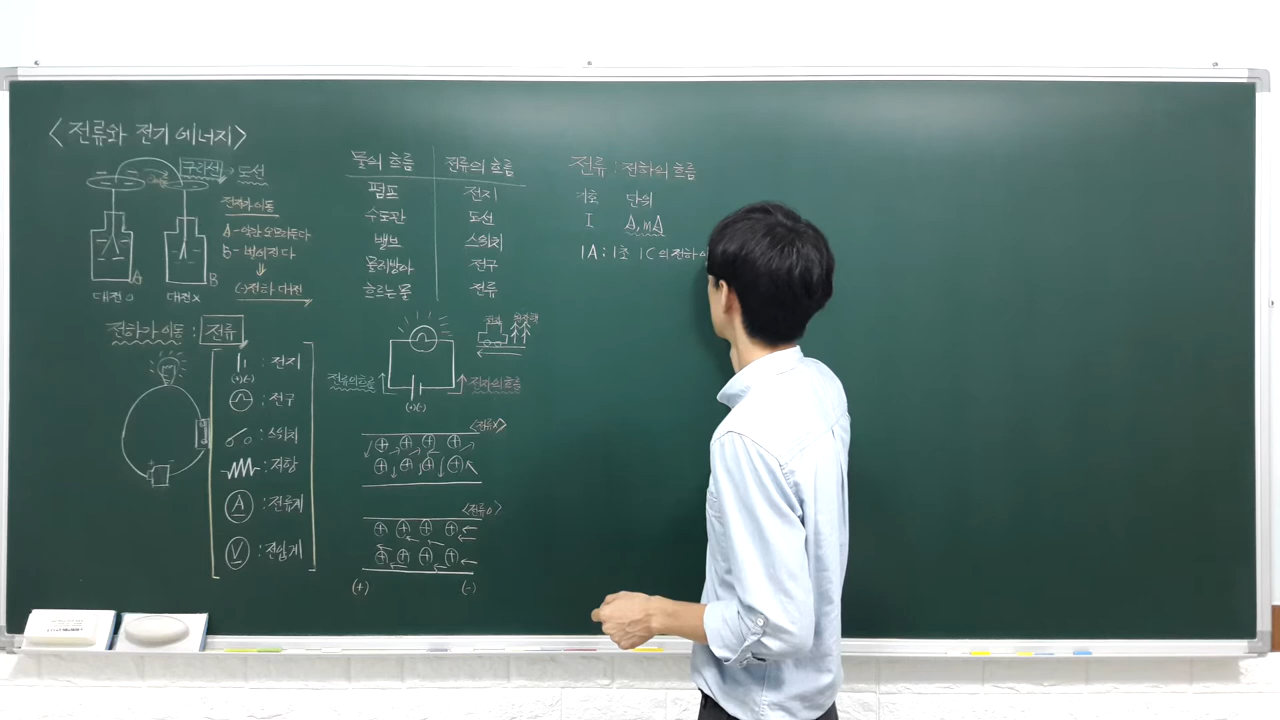 <전류와 전기 에너지>
구리선 → 도선
전자가 이동
A - 약간 오므라든다
B - 벌어진다
(-)전하 대전
A
B
대전 O
대전 X
전하가 이동 : 전류
(+)(-) : 전지
: 전구
: 스위치
: 저항
A : 전류계
V : 전압계
+ -
물의 흐름 전류의 흐름
펌프 전지
수도관 도선
밸브 스위치
물레방아 전구
흐르는 물 전류
전류의 흐름
전자의 흐름
(+)(-)
<전류X>
<전류O>
(+) (-)
전류 : 전하의 흐름
기호 단위
I A, mA
1A : 1초 1C의 전하